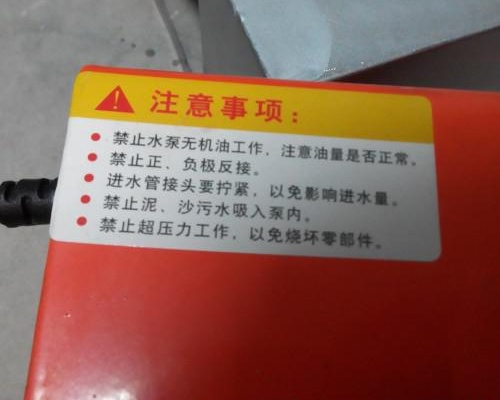 注意事项：
禁止水泵无机油工作，注意油量是否正常。
禁止正、负极反接。
进水管接头要拧紧，以免影响进水量。
禁止泥、沙污水吸入泵内。
禁止超压力工作，以免烧坏零部件。